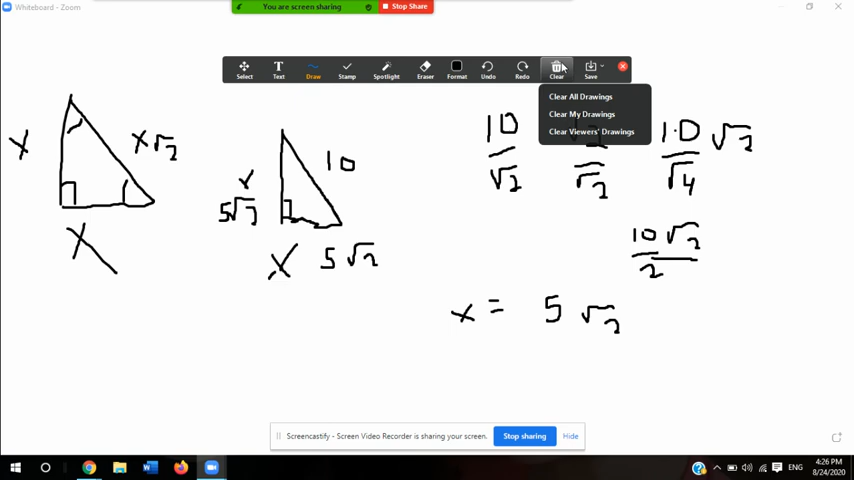 Whiteboard - Zoom
You are screen sharing
Stop Share
Select
Text
Draw
Stamp
Spotlight
Eraser
Format
Undo
Redo
Clear
Save
Clear All Drawings
Clear My Drawings
Clear Viewers' Drawings
x
x√2
x
10
x
5√2
x 5√2
10
√2
√2
10 √2
√4
10√2
2
x = 5 √2
Screencastify - Screen Video Recorder is sharing your screen.
Stop sharing
Hide
ENG
4:26 PM
8/24/2020